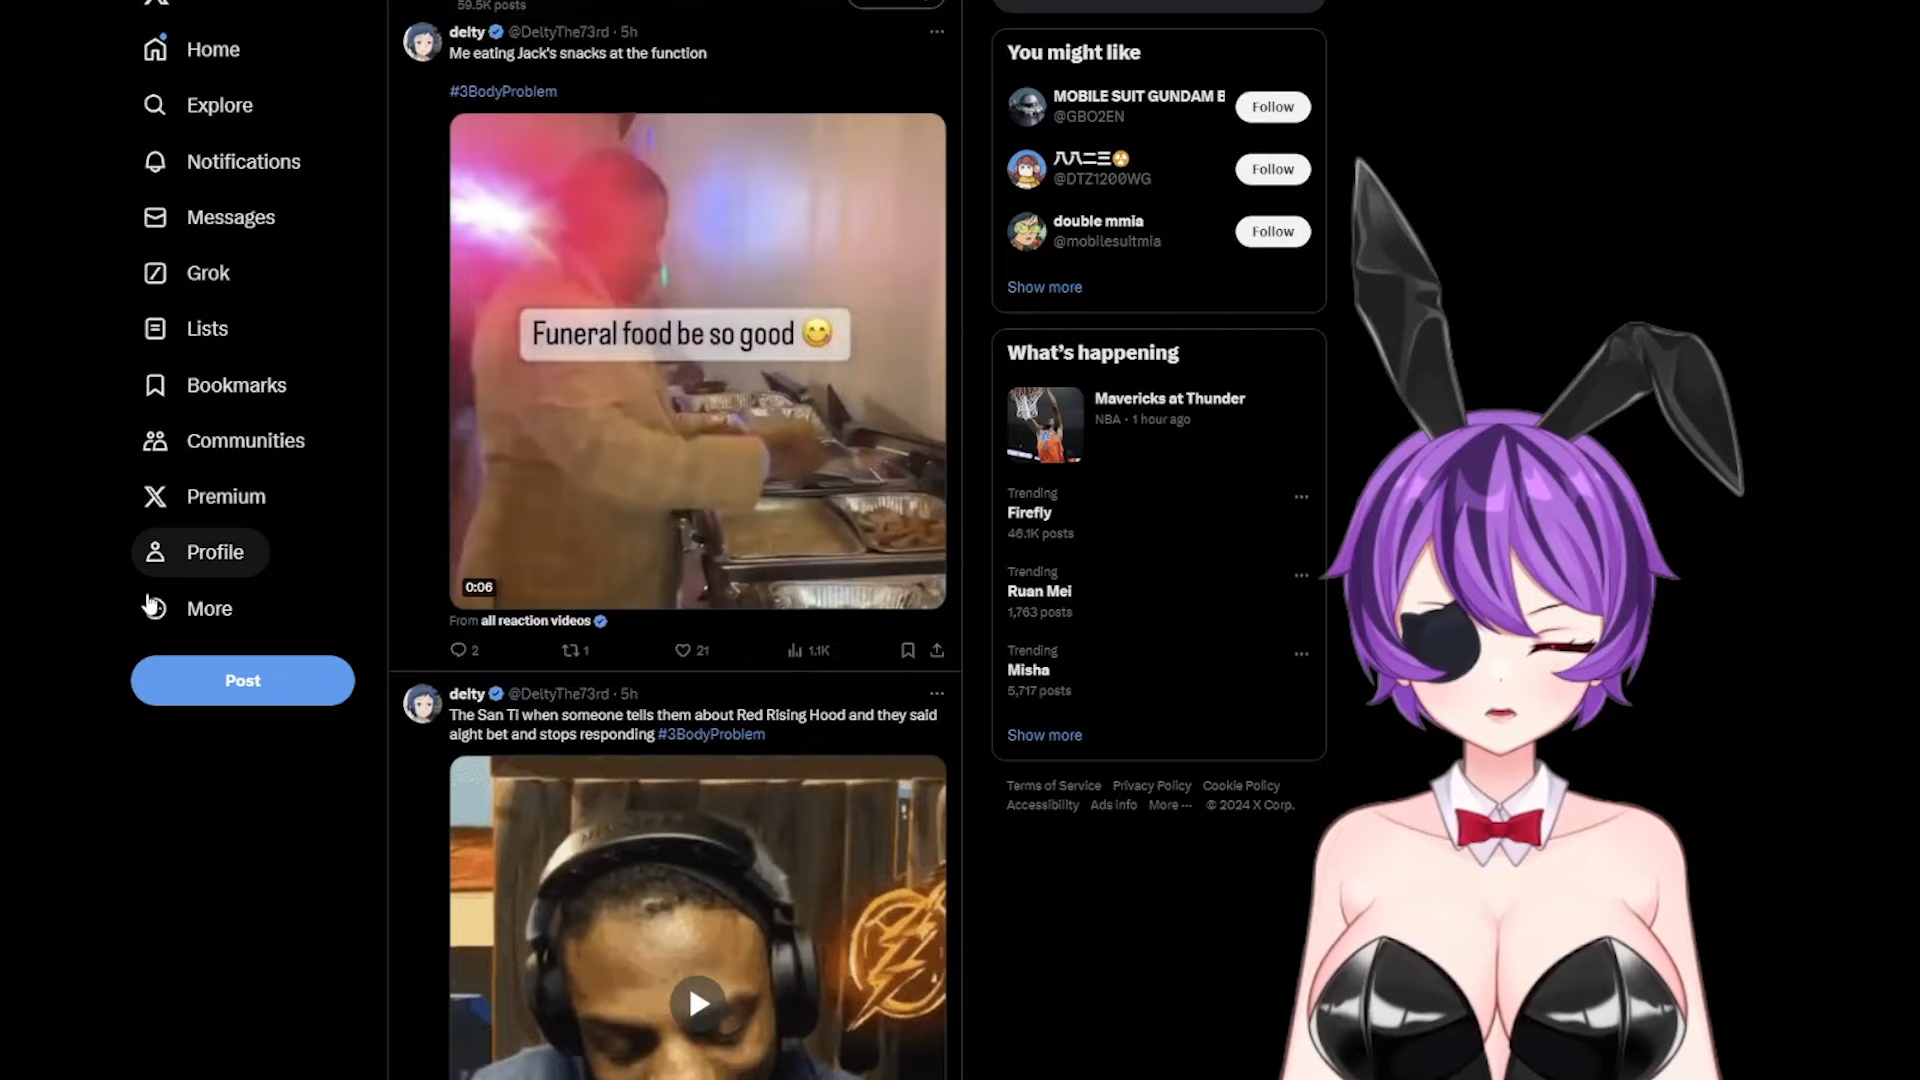 59.5K posts
Home
Explore
Notifications
Messages
Grok
Lists
Bookmarks
Communities
Premium
Profile
More
Post
delty @DeltyThe73rd · 5h
Me eating Jack's snacks at the function
#3BodyProblem
Funeral food be so good 😋
0:06
From all reaction videos
2 1 21 1.1K
delty @DeltyThe73rd · 5h
The San Ti when someone tells them about Red Rising Hood and they said
aight bet and stops responding #3BodyProblem
You might like
MOBILE SUIT GUNDAM B
@GBO2EN
Follow
八八二三☢
@DTZ1200WG
Follow
double mmia
@mobilesuitmia
Follow
Show more
What's happening
Mavericks at Thunder
NBA · 1 hour ago
Trending
Firefly
46.1K posts
Trending
Ruan Mei
1,763 posts
Trending
Misha
5,717 posts
Show more
Terms of Service Privacy Policy Cookie Policy
Accessibility Ads info More ··· © 2024 X Corp.